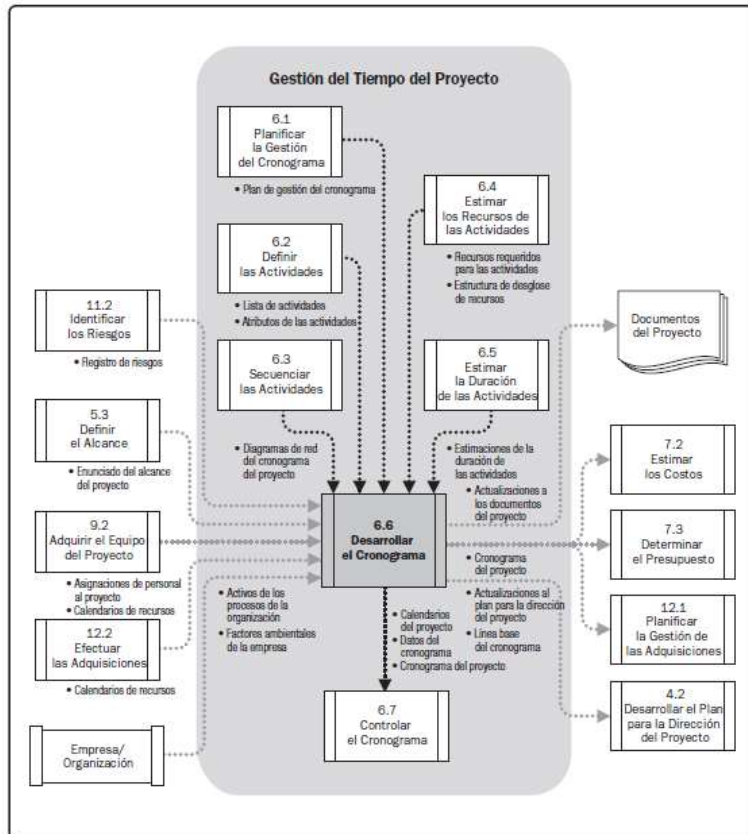 Gestión del Tiempo del Proyecto
6.1
Planificar
la Gestión
del Cronograma
• Plan de gestión del cronograma
6.2
Definir
las Actividades
• Lista de actividades
• Atributos de las actividades
6.3
Secuenciar
las Actividades
• Diagramas de red
del cronograma
del proyecto
6.4
Estimar
los Recursos de
las Actividades
• Recursos requeridos
para las actividades
• Estructura de desglose
de recursos
6.5
Estimar
la Duración
de las Actividades
• Estimaciones de la
duración de
las actividades
11.2
Identificar
los Riesgos
• Registro de riesgos
5.3
Definir
el Alcance
• Enunciado del alcance
del proyecto
9.2
Adquirir el Equipo
del Proyecto
• Asignaciones de personal
al proyecto
• Calendarios de recursos
12.2
Efectuar
las Adquisiciones
• Calendarios de recursos
Empresa/
Organización
• Activos de los
procesos de la
organización
• Factores ambientales
de la empresa
6.6
Desarrollar
el Cronograma
• Actualizaciones a
los documentos
del proyecto
• Cronograma
del proyecto
• Actualizaciones al
plan para la dirección
del proyecto
• Línea base
del cronograma
• Calendarios
del proyecto
• Datos del
cronograma
• Cronograma del proyecto
6.7
Controlar
el Cronograma
Documentos
del Proyecto
7.2
Estimar
los Costos
7.3
Determinar
el Presupuesto
12.1
Planificar
la Gestión de
las Adquisiciones
4.2
Desarrollar el Plan
para la Dirección
del Proyecto